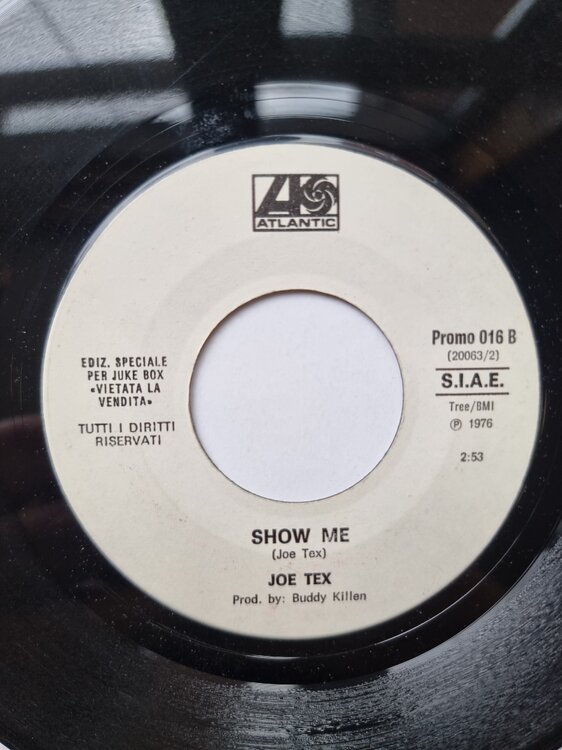 ATLANTIC
EDIZ. SPECIALE
PER JUKE BOX
«VIETATA LA
VENDITA»
TUTTI I DIRITTI
RISERVATI
Promo 016 B
(20063/2)
S.I.A.E.
Tree/BMI
Ⓟ 1976
2:53
SHOW ME
(Joe Tex)
JOE TEX
Prod. by: Buddy Killen